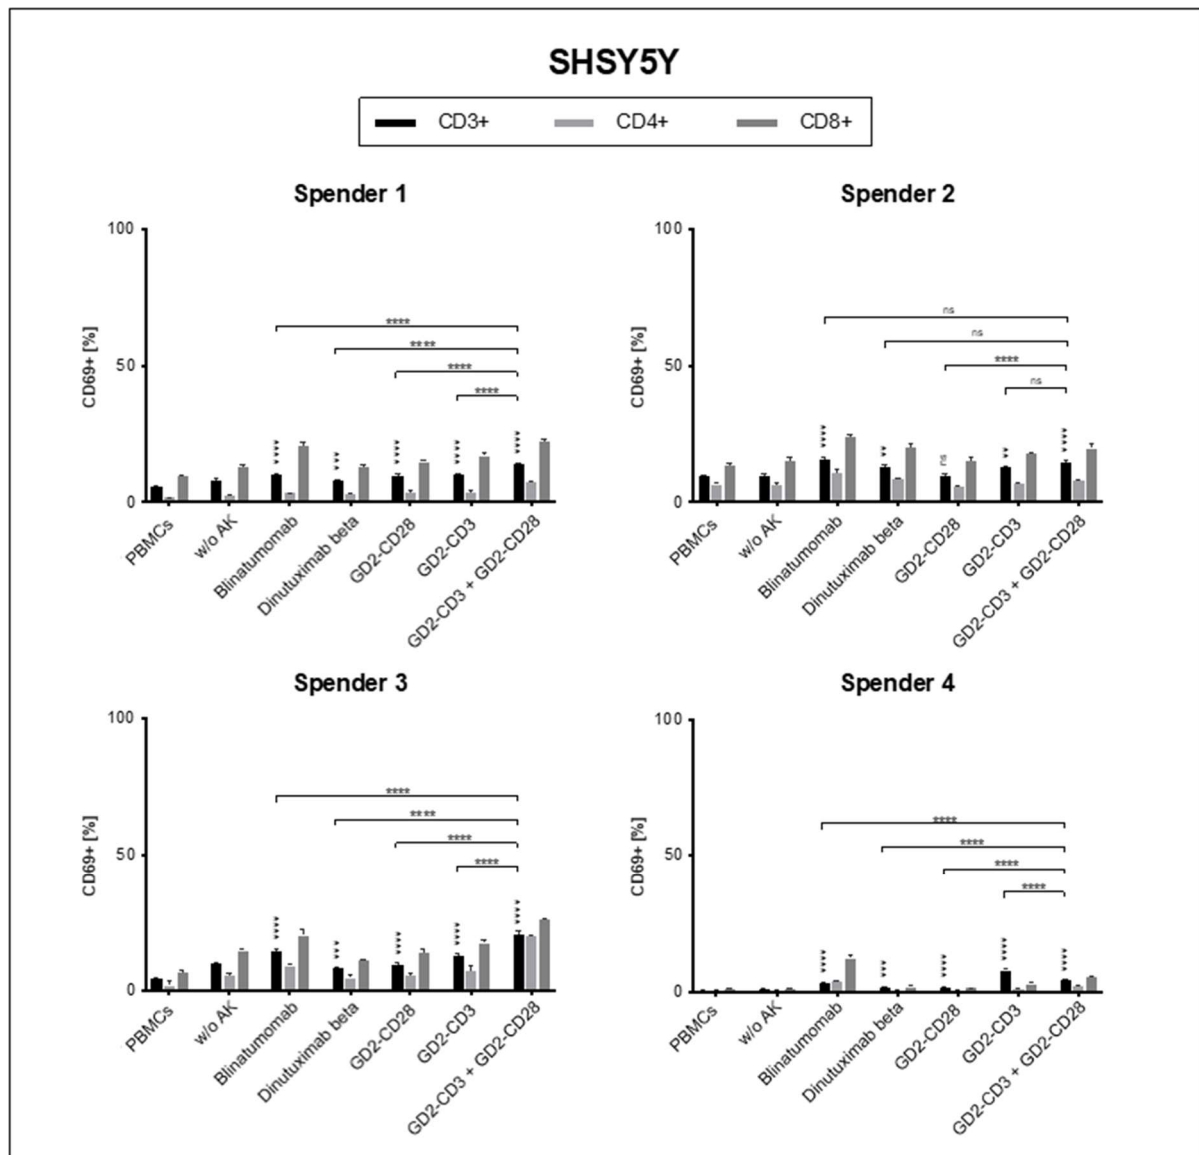 SHSY5Y
CD3+ CD4+ CD8+
Spender 1
CD69+ [%]
100
50
0
****
****
****
****
**** *** **** **** ****
PBMCs
w/o AK
Blinatumomab
Dinutuximab beta
GD2-CD28
GD2-CD3
GD2-CD3 + GD2-CD28
Spender 2
CD69+ [%]
100
50
0
ns
ns
****
ns
**** ** ns ** ****
PBMCs
w/o AK
Blinatumomab
Dinutuximab beta
GD2-CD28
GD2-CD3
GD2-CD3 + GD2-CD28
Spender 3
CD69+ [%]
100
50
0
****
****
****
****
**** *** **** **** ****
PBMCs
w/o AK
Blinatumomab
Dinutuximab beta
GD2-CD28
GD2-CD3
GD2-CD3 + GD2-CD28
Spender 4
CD69+ [%]
100
50
0
****
****
****
****
**** *** **** **** ****
PBMCs
w/o AK
Blinatumomab
Dinutuximab beta
GD2-CD28
GD2-CD3
GD2-CD3 + GD2-CD28